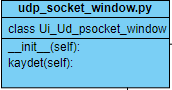 udp_socket_window.py
class Ui_Ud_psocket_window
__init__(self):
kaydet(self):